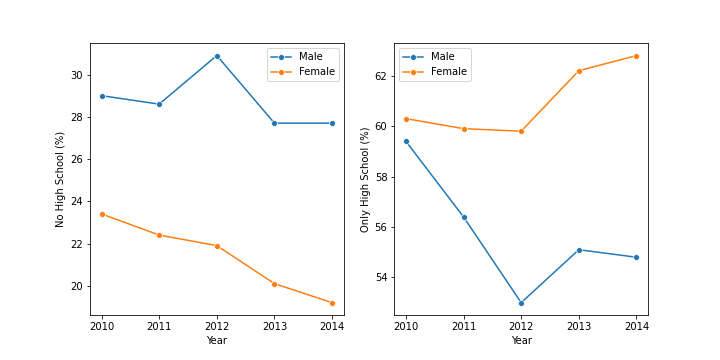 Male
Female
30
28
26
24
22
20
No High School (%)
2010 2011 2012 2013 2014
Year
Male
Female
62
60
58
56
54
Only High School (%)
2010 2011 2012 2013 2014
Year